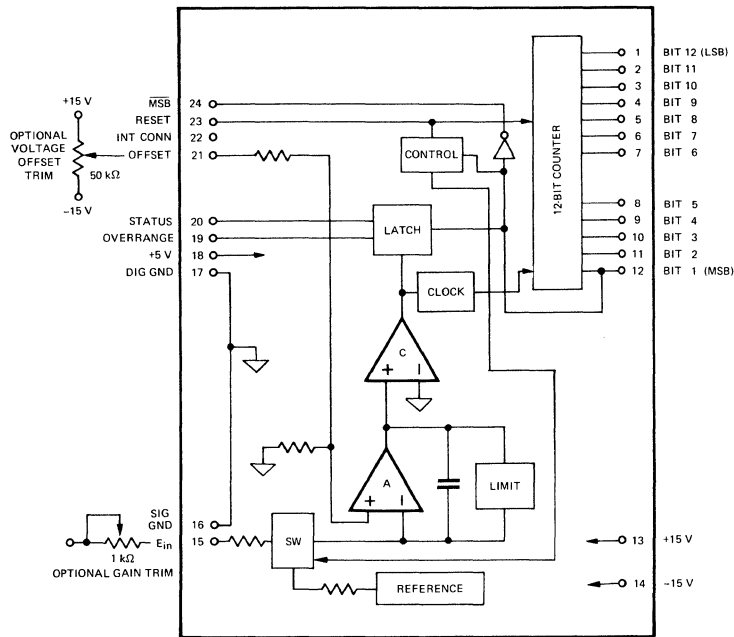 +15 V
OPTIONAL
VOLTAGE
OFFSET
TRIM
50 kΩ
−15 V
MSB 24
RESET 23
INT CONN 22
OFFSET 21
STATUS 20
OVERRANGE 19
+5 V 18
DIG GND 17
SIG
GND 16
Ein 15
1 kΩ
OPTIONAL GAIN TRIM
CONTROL
LATCH
CLOCK
C
+ −
A
+ −
LIMIT
SW
REFERENCE
12-BIT COUNTER
1 BIT 12 (LSB)
2 BIT 11
3 BIT 10
4 BIT 9
5 BIT 8
6 BIT 7
7 BIT 6
8 BIT 5
9 BIT 4
10 BIT 3
11 BIT 2
12 BIT 1 (MSB)
13 +15 V
14 −15 V